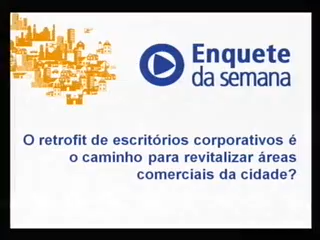 Enquete
da semana
O retrofit de escritórios corporativos é
o caminho para revitalizar áreas
comerciais da cidade?